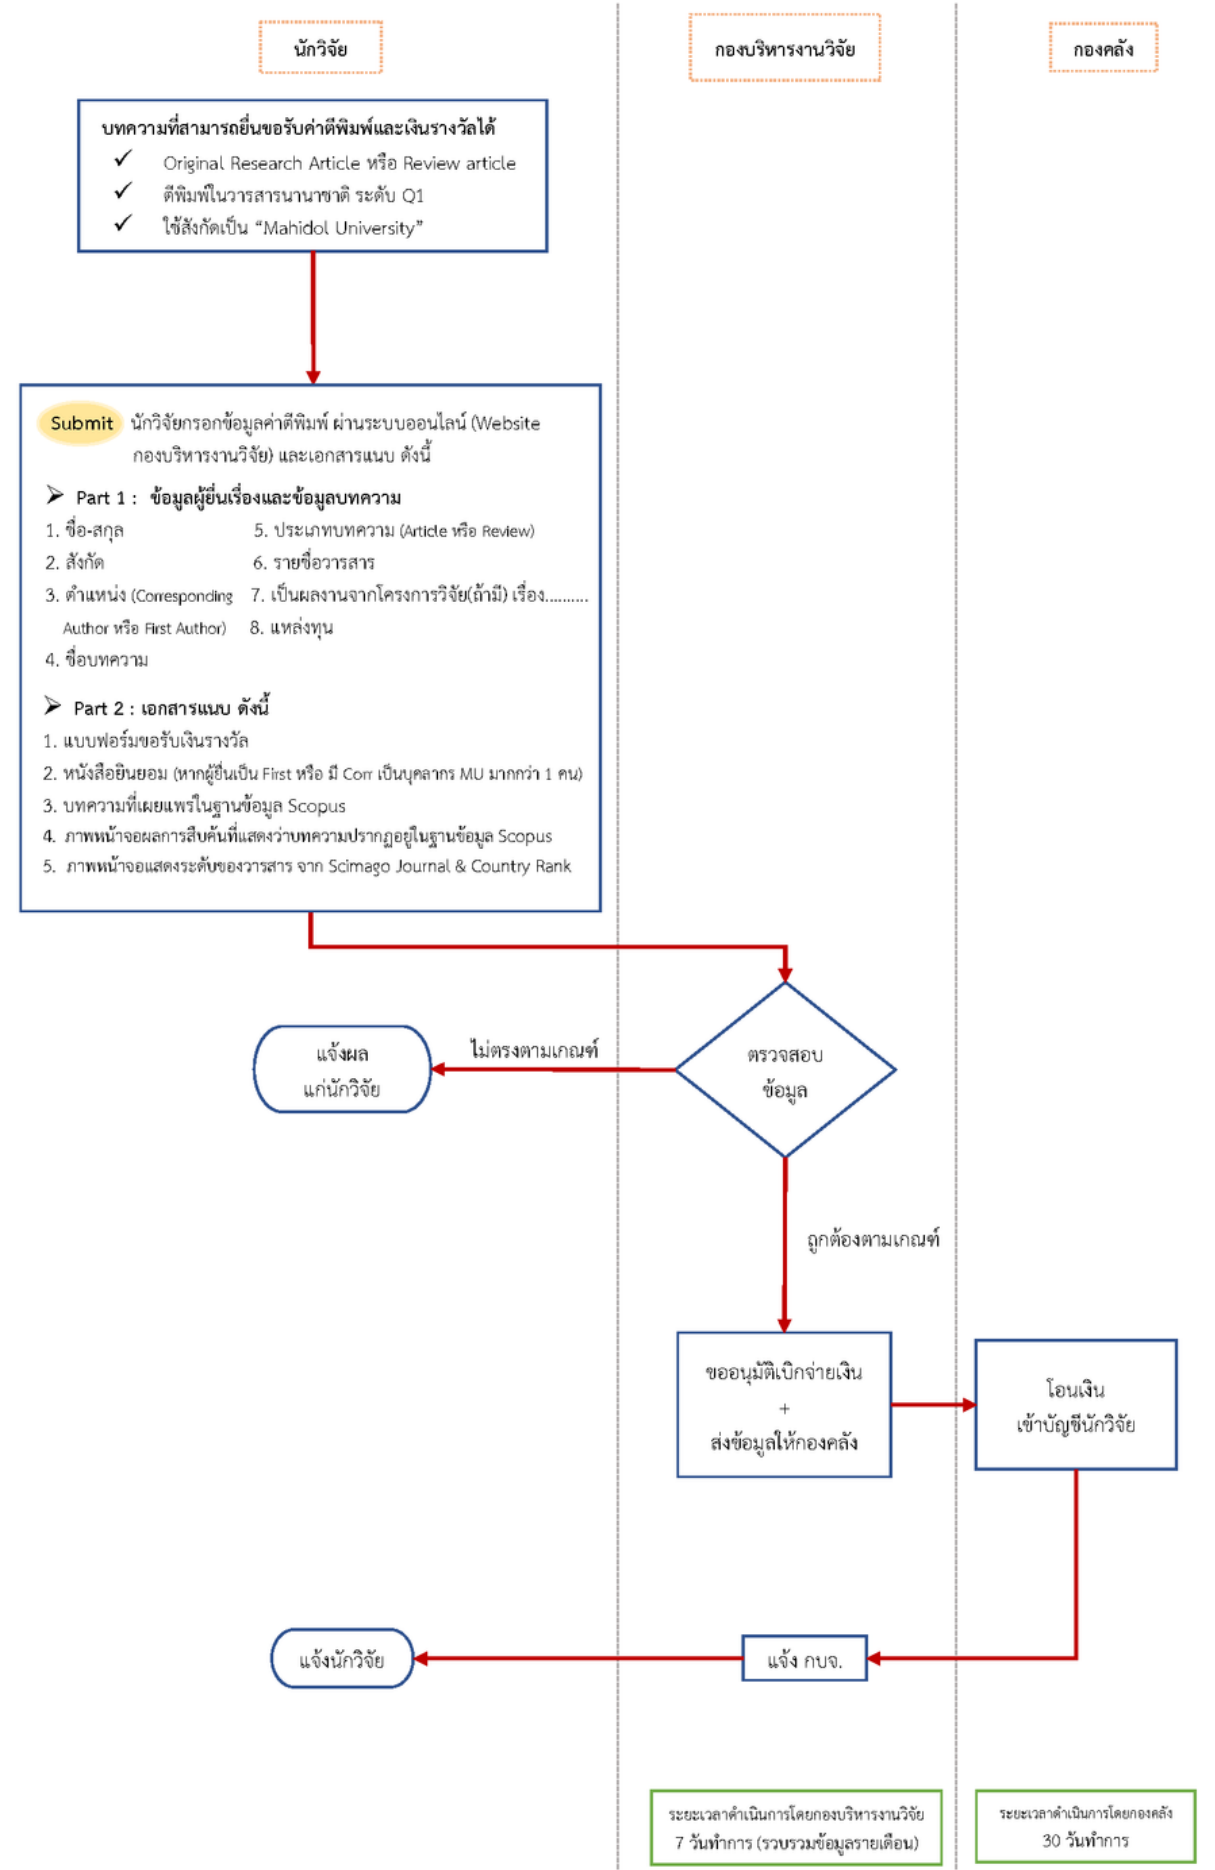 นักวิจัย
กองบริหารงานวิจัย
กองคลัง
บทความที่สามารถยื่นขอรับค่าตีพิมพ์และเงินรางวัลได้
✓ Original Research Article หรือ Review article
✓ ตีพิมพ์ในวารสารนานาชาติ ระดับ Q1
✓ ใช้สังกัดเป็น “Mahidol University”
Submit นักวิจัยกรอกข้อมูลค่าตีพิมพ์ ผ่านระบบออนไลน์ (Website
กองบริหารงานวิจัย) และเอกสารแนบ ดังนี้
➢ Part 1 : ข้อมูลผู้ยื่นเรื่องและข้อมูลบทความ
1. ชื่อ-สกุล
2. สังกัด
3. ตำแหน่ง (Corresponding
Author หรือ First Author)
4. ชื่อบทความ
5. ประเภทบทความ (Article หรือ Review)
6. รายชื่อวารสาร
7. เป็นผลงานจากโครงการวิจัย(ถ้ามี) เรื่อง..........
8. แหล่งทุน
➢ Part 2 : เอกสารแนบ ดังนี้
1. แบบฟอร์มขอรับเงินรางวัล
2. หนังสือยินยอม (หากผู้ยื่นเป็น First หรือ มี Corr เป็นบุคลากร MU มากกว่า 1 คน)
3. บทความที่เผยแพร่ในฐานข้อมูล Scopus
4. ภาพหน้าจอผลการสืบค้นที่แสดงว่าบทความปรากฏอยู่ในฐานข้อมูล Scopus
5. ภาพหน้าจอแสดงระดับของวารสาร จาก Scimago Journal & Country Rank
ตรวจสอบ
ข้อมูล
ไม่ตรงตามเกณฑ์
แจ้งผล
แก่นักวิจัย
ถูกต้องตามเกณฑ์
ขออนุมัติเบิกจ่ายเงิน
+
ส่งข้อมูลให้กองคลัง
โอนเงิน
เข้าบัญชีนักวิจัย
แจ้ง กบจ.
แจ้งนักวิจัย
ระยะเวลาดำเนินการโดยกองบริหารงานวิจัย
7 วันทำการ (รวบรวมข้อมูลรายเดือน)
ระยะเวลาดำเนินการโดยกองคลัง
30 วันทำการ